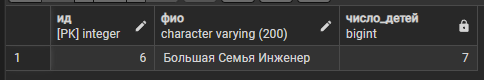 ид фио число_детей
[PK] integer character varying (200) bigint
1 6 Большая Семья Инженер 7